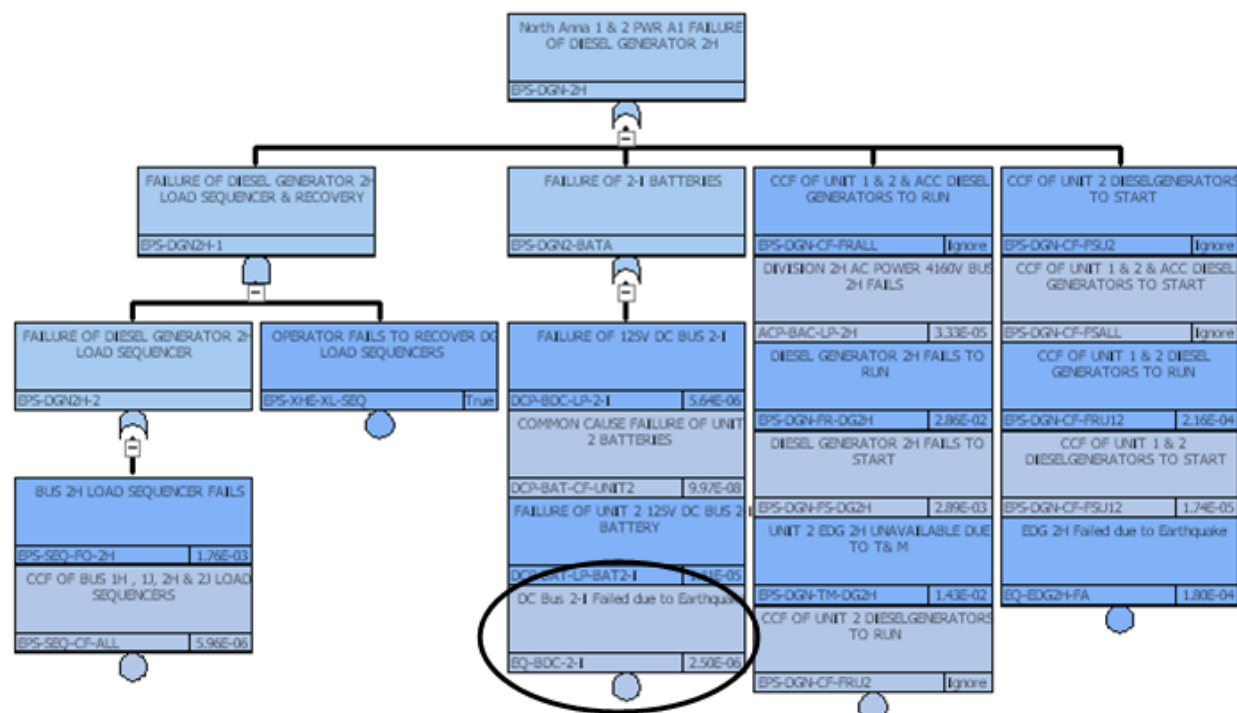 North Anna 1 & 2 PWR A1 FAILURE
OF DIESEL GENERATOR 2H
EPS-DGN-2H
FAILURE OF DIESEL GENERATOR 2H
LOAD SEQUENCER & RECOVERY
EPS-DGN2H-1
FAILURE OF 2-I BATTERIES
EPS-DGN2-BATA
CCF OF UNIT 1 & 2 & ACC DIESEL
GENERATORS TO RUN
EPS-DGN-CF-FRALL Ignore
CCF OF UNIT 2 DIESELGENERATORS
TO START
EPS-DGN-CF-FSU2 Ignore
DIVISION 2H AC POWER 4160V BUS
2H FAILS
ACP-BAC-LP-2H 3.33E-05
CCF OF UNIT 1 & 2 & ACC DIESEL
GENERATORS TO START
EPS-DGN-CF-FSALL Ignore
FAILURE OF DIESEL GENERATOR 2H
LOAD SEQUENCER
EPS-DGN2H-2
OPERATOR FAILS TO RECOVER DG
LOAD SEQUENCERS
EPS-XHE-XL-SEQ True
FAILURE OF 125V DC BUS 2-I
DCP-BDC-LP-2-I 5.64E-06
DIESEL GENERATOR 2H FAILS TO
RUN
EPS-DGN-FR-DG2H 2.86E-02
CCF OF UNIT 1 & 2 DIESEL
GENERATORS TO RUN
EPS-DGN-CF-FRU12 2.16E-04
COMMON CAUSE FAILURE OF UNIT
2 BATTERIES
DCP-BAT-CF-UNIT2 9.97E-08
DIESEL GENERATOR 2H FAILS TO
START
EPS-DGN-FS-DG2H 2.89E-03
CCF OF UNIT 1 & 2
DIESELGENERATORS TO START
EPS-DGN-CF-FSU12 1.74E-05
BUS 2H LOAD SEQUENCER FAILS
EPS-SEQ-FO-2H 1.76E-03
FAILURE OF UNIT 2 125V DC BUS 2-I
BATTERY
DCP-BAT-LP-BAT2-I
UNIT 2 EDG 2H UNAVAILABLE DUE
TO T& M
EPS-DGN-TM-DG2H 1.43E-02
EDG 2H Failed due to Earthquake
EQ-EDG2H-FA 1.80E-04
CCF OF BUS 1H , 1J, 2H & 2J LOAD
SEQUENCERS
EPS-SEQ-CF-ALL 5.96E-06
DC Bus 2-I Failed due to Earthquake
EQ-BDC-2-I 2.50E-06
CCF OF UNIT 2 DIESELGENERATORS
TO RUN
EPS-DGN-CF-FRU2 Ignore